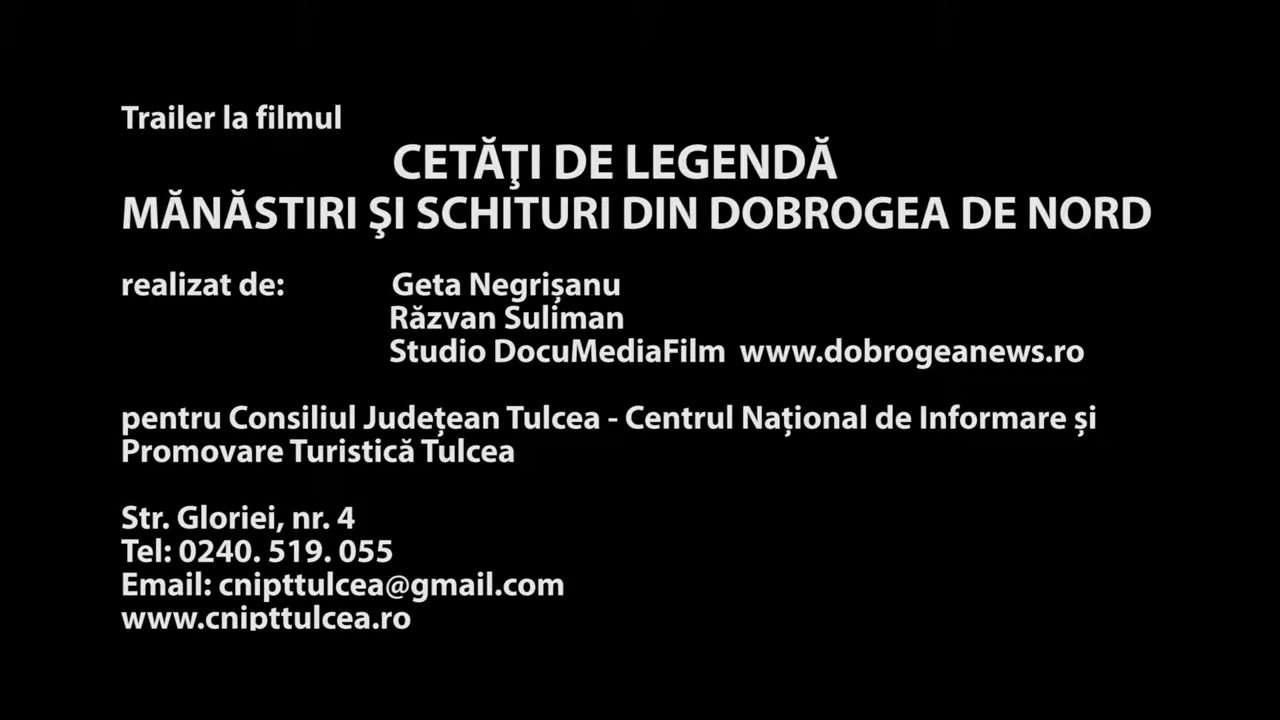 Trailer la filmul
CETĂŢI DE LEGENDĂ
MĂNĂSTIRI ŞI SCHITURI DIN DOBROGEA DE NORD
realizat de: Geta Negrișanu
Răzvan Suliman
Studio DocuMediaFilm www.dobrogeanews.ro
pentru Consiliul Județean Tulcea - Centrul Național de Informare și
Promovare Turistică Tulcea
Str. Gloriei, nr. 4
Tel: 0240. 519. 055
Email: cnipttulcea@gmail.com
www.cnipttulcea.ro